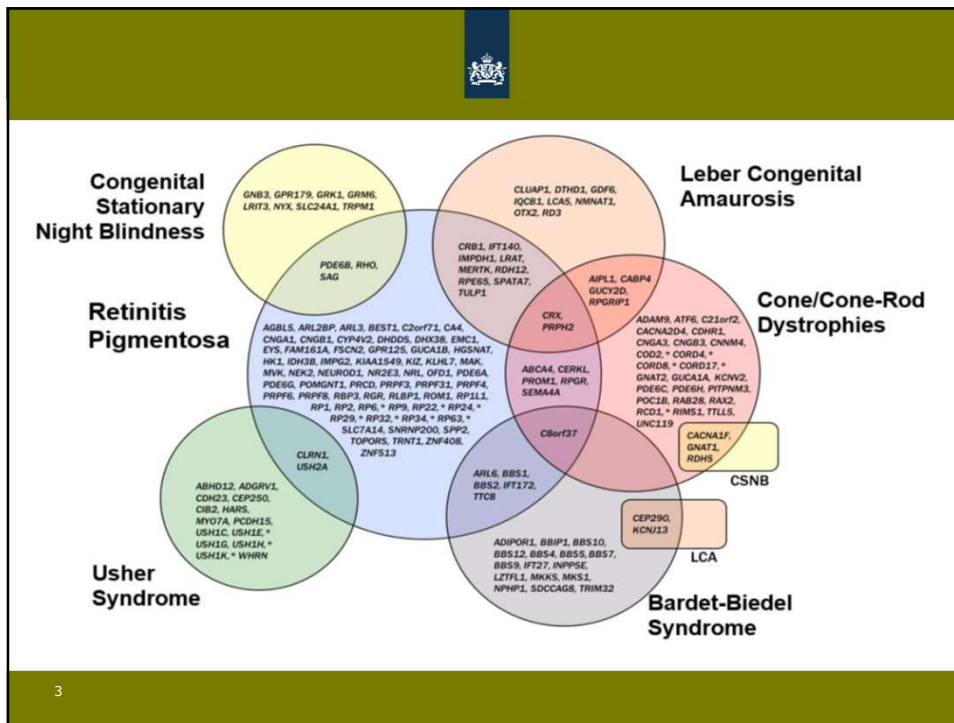 Congenital
Stationary
Night Blindness
GNB3, GPR179, GRK1, GRM6,
LRIT3, NYX, SLC24A1, TRPM1
PDE6B, RHO,
SAG
Leber Congenital
Amaurosis
CLUAP1, DTHD1, GDF6,
IQCB1, LCA5, NMNAT1,
OTX2, RD3
CRB1, IFT140,
IMPDH1, LRAT,
MERTK, RDH12,
RPE65, SPATA7,
TULP1
AIPL1, CABP4
GUCY2D,
RPGRIP1
CRX,
PRPH2
Retinitis
Pigmentosa
AGBL5, ARL2BP, ARL3, BEST1, C2orf71, CA4,
CNGA1, CNGB1, CYP4V2, DHDDS, DHX38, EMC1,
EYS, FAM161A, FSCN2, GPR125, GUCA1B, HGSNAT,
HK1, IDH3B, IMPG2, KIAA1549, KIZ, KLHL7, MAK,
MVK, NEK2, NEUROD1, NR2E3, NRL, OFD1, PDE6A,
PDE6G, POMGNT1, PRCD, PRPF3, PRPF31, PRPF4,
PRPF6, PRPF8, RBP3, RGR, RLBP1, ROM1, RP1L1,
RP1, RP2, RP6, * RP9, RP22, * RP24, *
RP29, * RP32, * RP34, * RP63, *
SLC7A14, SNRNP200, SPP2,
TOPORS, TRNT1, ZNF408,
ZNF513
Cone/Cone-Rod
Dystrophies
ADAM9, ATF6, C21orf2,
CACNA2D4, CDHR1,
CNGA3, CNGB3, CNNM4,
COD2, * CORD4, *
CORD8, * CORD17, *
GNAT2, GUCA1A, KCNV2,
PDE6C, PDE6H, PITPNM3,
POC1B, RAB28, RAX2,
RCD1, * RIMS1, TTLL5,
UNC119
ABCA4, CERKL,
PROM1, RPGR,
SEMA4A
C8orf37
CACNA1F,
GNAT1,
RDH5
CSNB
CLRN1,
USH2A
ABHD12, ADGRV1,
CDH23, CEP250,
CIB2, HARS,
MYO7A, PCDH15,
USH1C, USH1E, *
USH1G, USH1H, *
USH1K, * WHRN
Usher
Syndrome
ARL6, BBS1,
BBS2, IFT172,
TTC8
CEP290,
KCNJ13
LCA
ADIPOR1, BBIP1, BBS10,
BBS12, BBS4, BBS5, BBS7,
BBS9, IFT27, INPP5E,
LZTFL1, MKKS, MKS1,
NPHP1, SDCCAG8, TRIM32
Bardet-Biedel
Syndrome
3